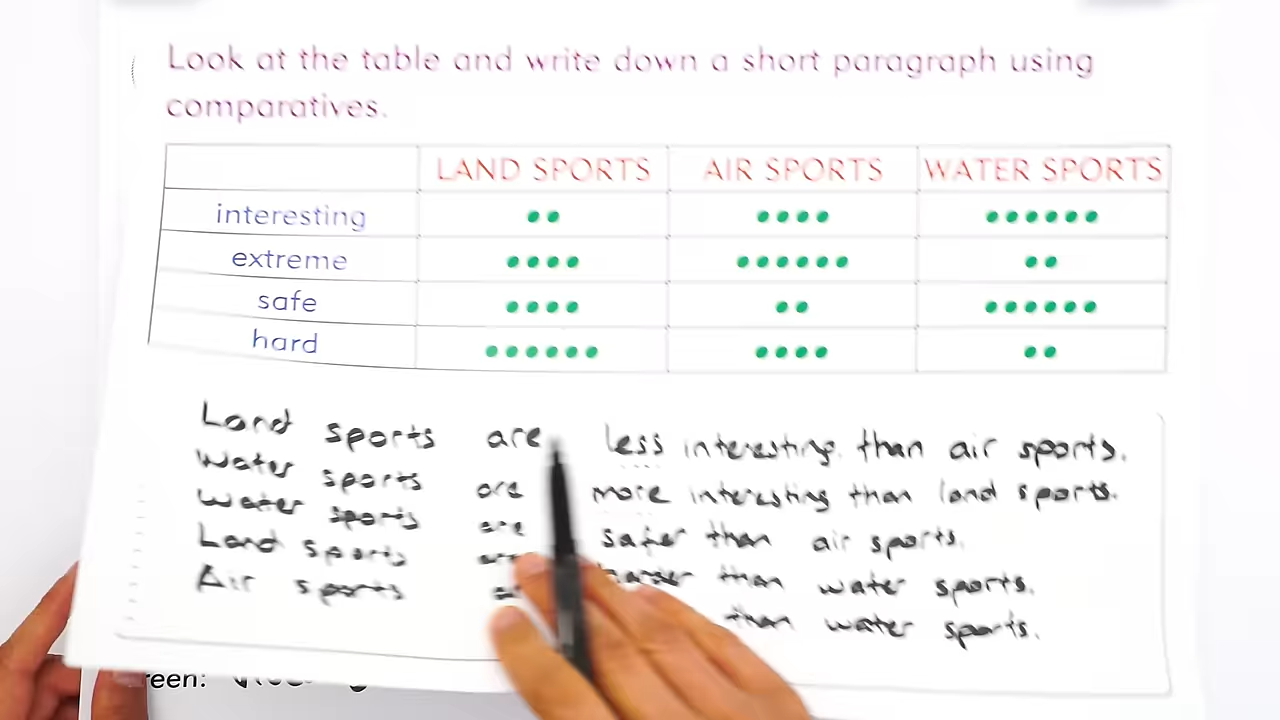 Look at the table and write down a short paragraph using
comparatives.
LAND SPORTS AIR SPORTS WATER SPORTS
interesting
extreme
safe
hard
Land sports are less interesting than air sports.
Water sports are more interesting than land sports.
Water sports are safer than air sports.
Land sports are harder than water sports.
Air sports than water sports.
reen: